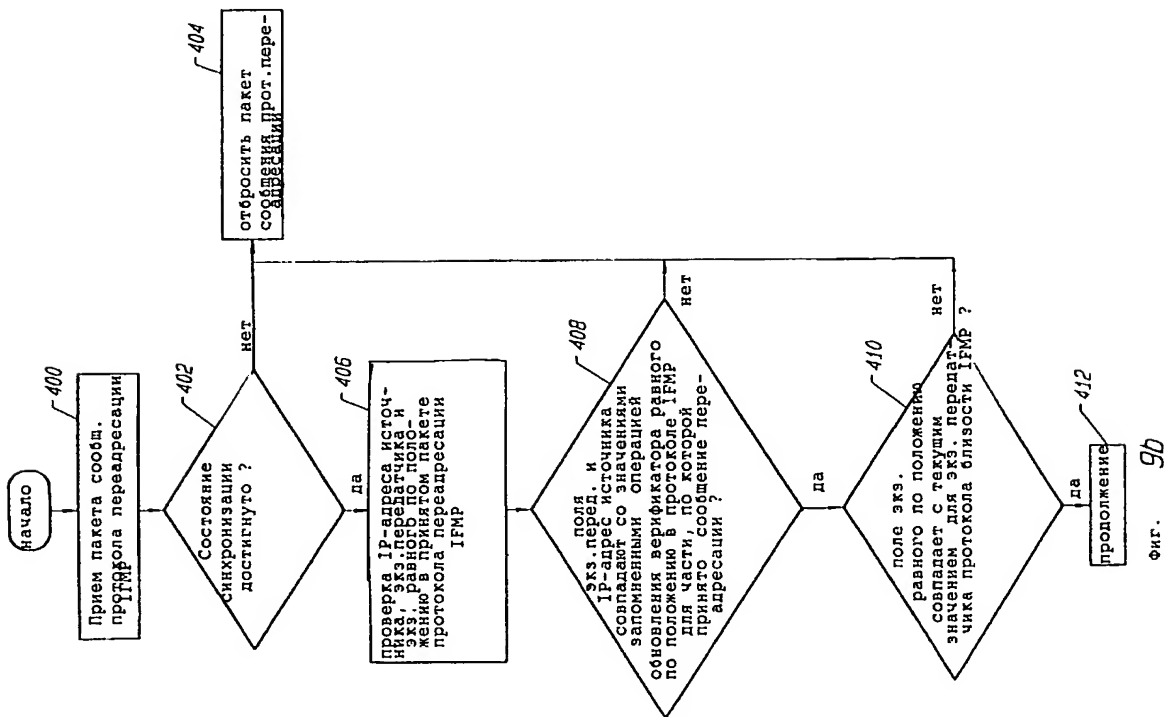 начало
400
Прием пакета сообщ.
протокола переадресации
IFMP
402
Состояние
синхронизации
достигнуто ?
нет
да
404
отбросить пакет
сообщения прот.пере-
адресации
406
проверка IP-адреса источ-
ника, экз.передатчика и
экз. равного по поло-
жению в принятом пакете
протокола переадресации
IFMP
408
поля
экз.перед. и
IP-адрес источника
совпадают со значениями
запомненными операцией
обновления верификатора равного
по положению в протоколе IFMP
для части, по которой
принято сообщение пере-
адресации ?
нет
да
410
поле экз.
равного по положению
совпадает с текущим
значением для экз. передат-
чика протокола близости IFMP ?
нет
да
412
продолжение
Фиг. 9b